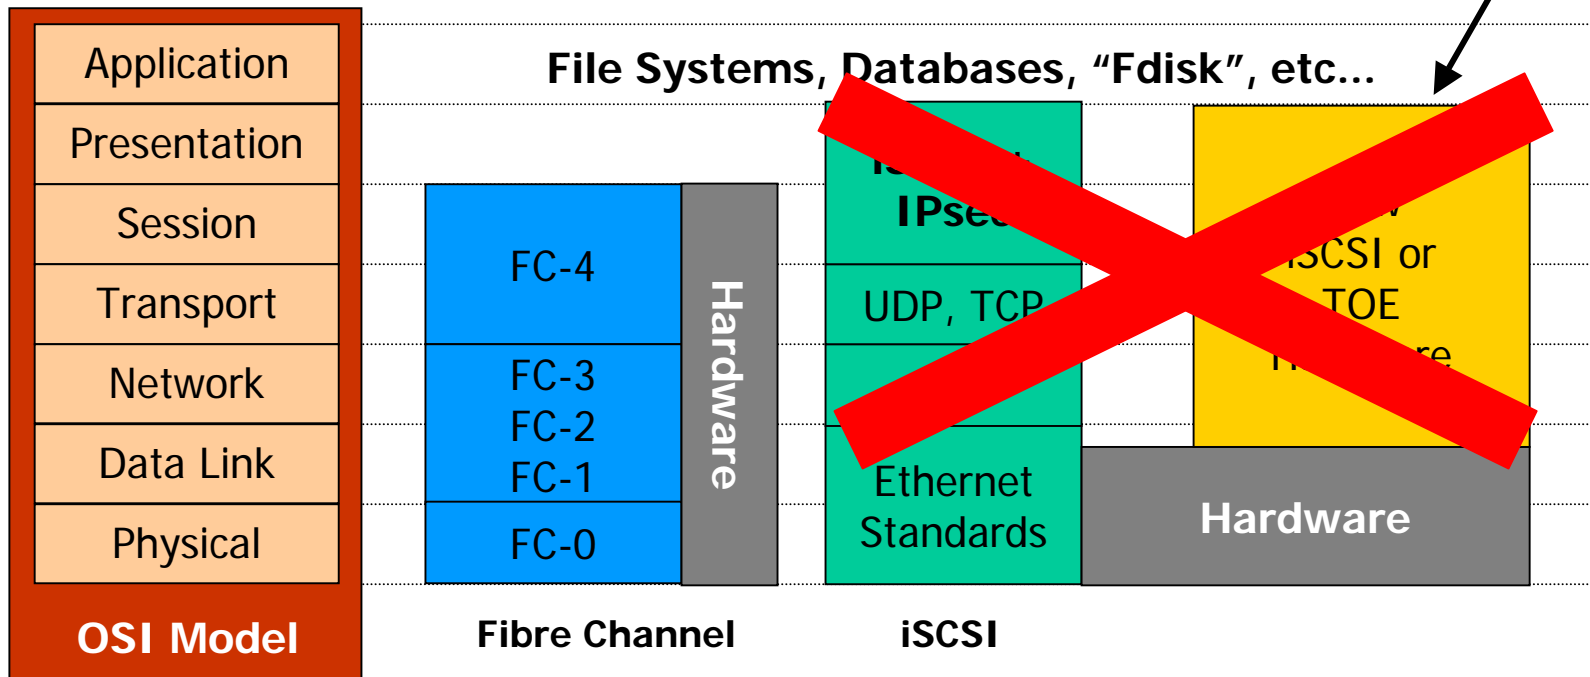 File Systems, Databases, “Fdisk”, etc…
Application
Presentation
Session
Transport
Network
Data Link
Physical
OSI Model
FC-4
FC-3
FC-2
FC-1
FC-0
Hardware
Fibre Channel
IPsec
UDP, TCP
Ethernet
Standards
iSCSI
iSCSI or
TOE
Hardware